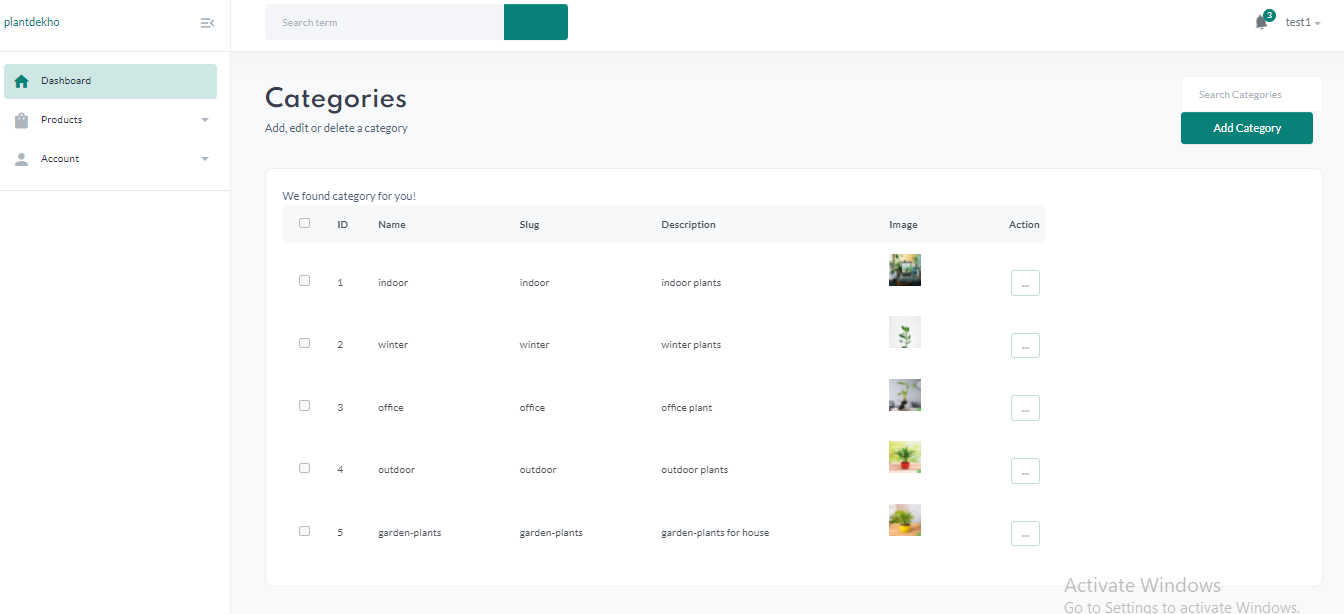 plantdekho
Search term
3
test1
Dashboard
Products
Account
Categories
Add, edit or delete a category
Search Categories
Add Category
We found category for you!
ID Name Slug Description Image Action
1 indoor indoor indoor plants ...
2 winter winter winter plants ...
3 office office office plant ...
4 outdoor outdoor outdoor plants ...
5 garden-plants garden-plants garden-plants for house ...
Activate Windows
Go to Settings to activate Windows.